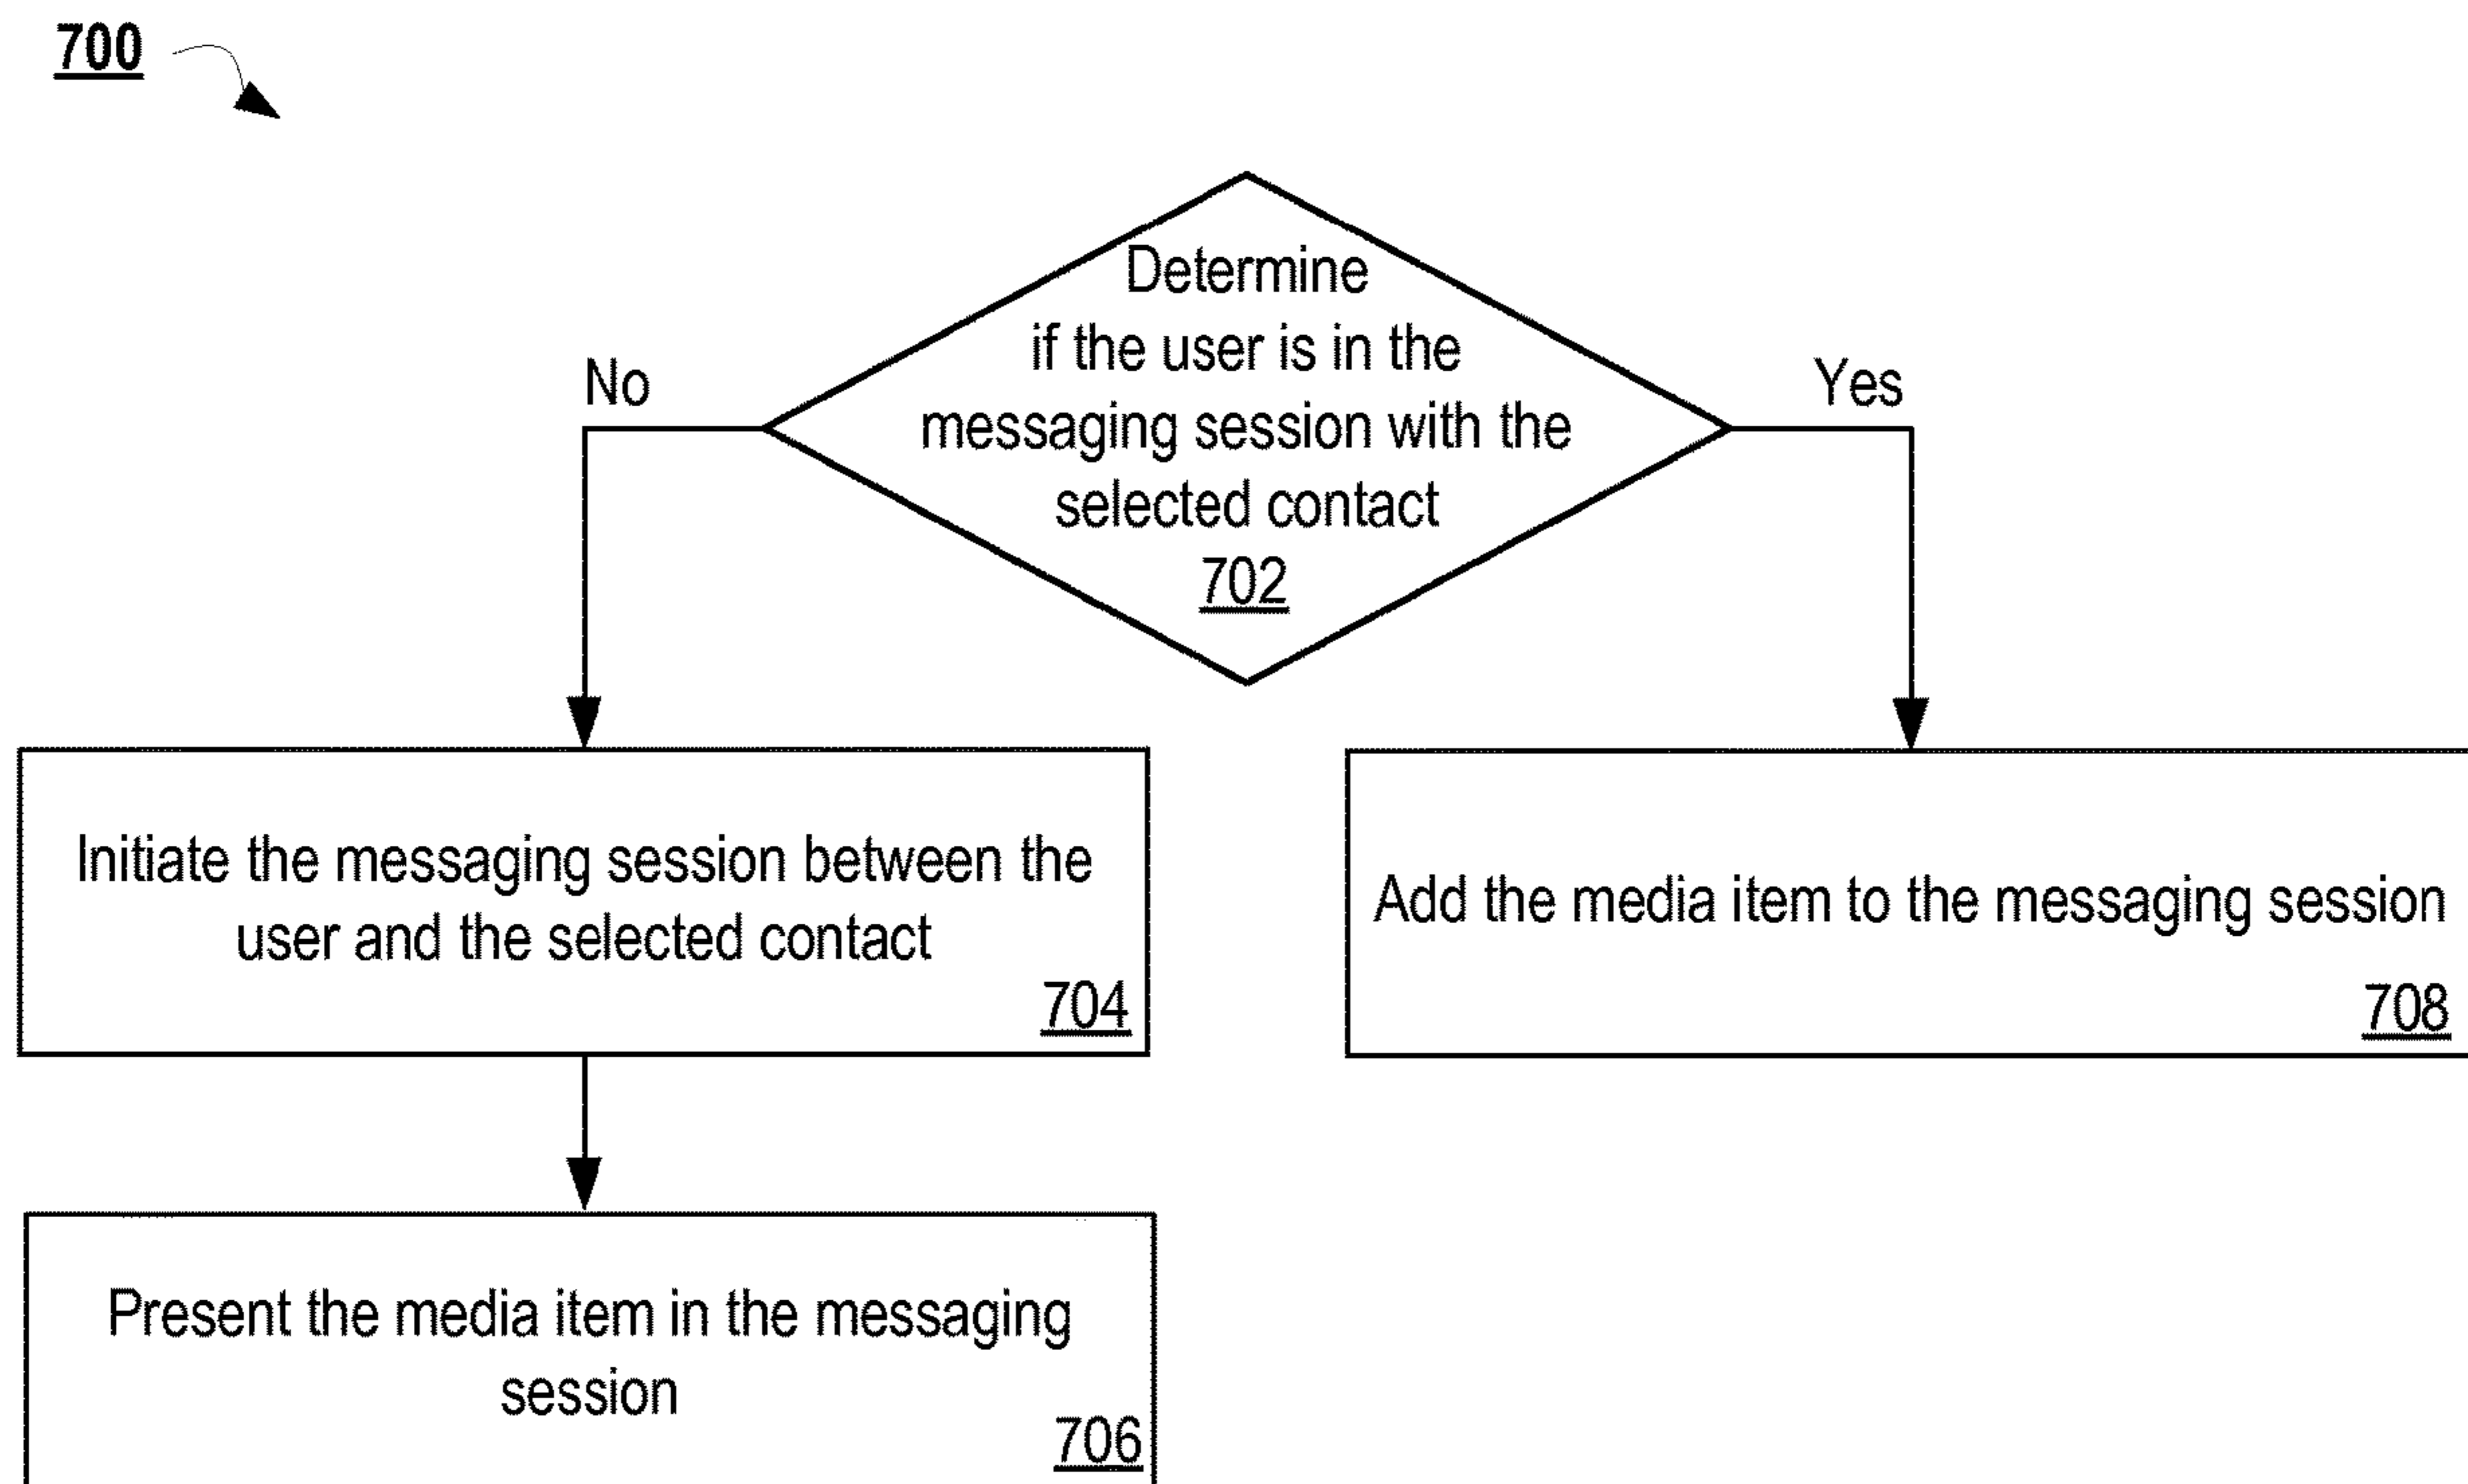 700
Determine
if the user is in the
messaging session with the
selected contact
702
No
Yes
Initiate the messaging session between the
user and the selected contact
704
Add the media item to the messaging session
708
Present the media item in the messaging
session
706